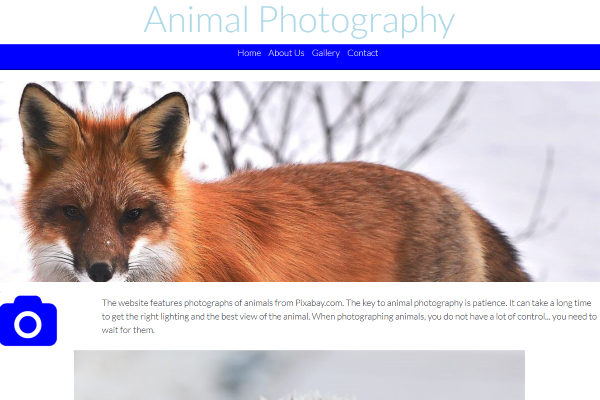 Animal Photography
Home About Us Gallery Contact
The website features photographs of animals from Pixabay.com. The key to animal photography is patience. It can take a long time
to get the right lighting and the best view of the animal. When photographing animals, you do not have a lot of control... you need to
wait for them.